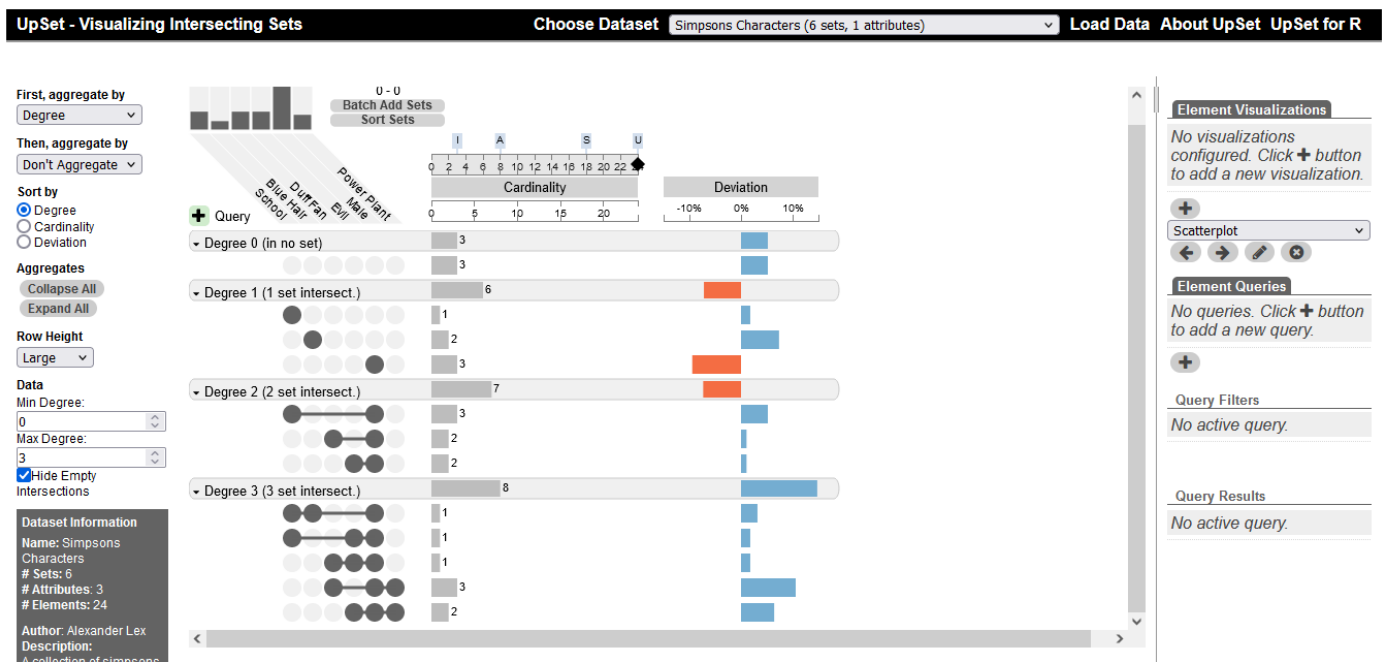 UpSet - Visualizing Intersecting Sets Choose Dataset Simpsons Characters (6 sets, 1 attributes) Load Data About UpSet UpSet for R
First, aggregate by
Degree
Then, aggregate by
Don't Aggregate
Sort by
Degree
Cardinality
Deviation
Aggregates
Collapse All
Expand All
Row Height
Large
Data
Min Degree:
0
Max Degree:
3
Hide Empty
Intersections
Dataset Information
Name: Simpsons
Characters
# Sets: 6
# Attributes: 3
# Elements: 24
Author: Alexander Lex
Description:
A collection of simpsons
0 - 0
Batch Add Sets
Sort Sets
I A S U
0 2 4 6 8 10 12 14 16 18 20 22 24
Cardinality Deviation
0 5 10 15 20 -10% 0% 10%
School
Blue Hair
Duff Fan
Evil
Male
Power Plant
Query
Degree 0 (in no set) 3
3
Degree 1 (1 set intersect.) 6
1
2
3
Degree 2 (2 set intersect.) 7
3
2
2
Degree 3 (3 set intersect.) 8
1
1
1
3
2
Element Visualizations
No visualizations
configured. Click + button
to add a new visualization.
Scatterplot
Element Queries
No queries. Click + button
to add a new query.
Query Filters
No active query.
Query Results
No active query.